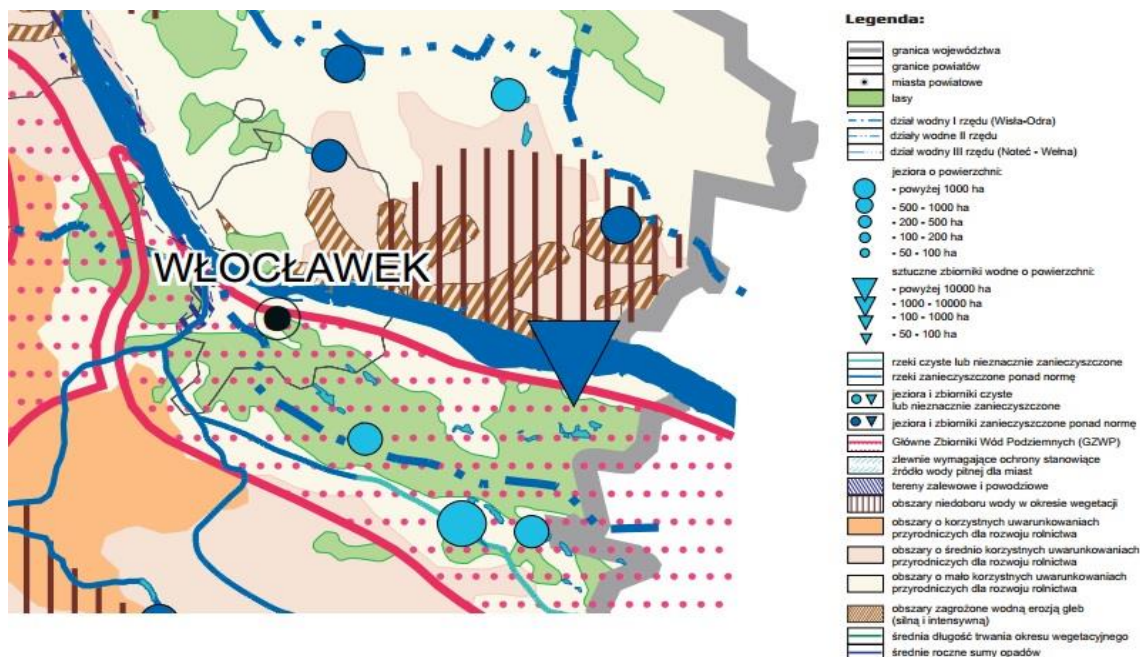 WŁOCŁAWEK
Legenda:
granica województwa
granice powiatów
miasta powiatowe
lasy
dział wodny I rzędu (Wisła-Odra)
działy wodne II rzędu
dział wodny III rzędu (Noteć - Wełna)
jeziora o powierzchni:
- powyżej 1000 ha
- 500 - 1000 ha
- 200 - 500 ha
- 100 - 200 ha
- 50 - 100 ha
sztuczne zbiorniki wodne o powierzchni:
- powyżej 10000 ha
- 1000 - 10000 ha
- 100 - 1000 ha
- 50 - 100 ha
rzeki czyste lub nieznacznie zanieczyszczone
rzeki zanieczyszczone ponad normę
jeziora i zbiorniki czyste
lub nieznacznie zanieczyszczone
jeziora i zbiorniki zanieczyszczone ponad normę
Główne Zbiorniki Wód Podziemnych (GZWP)
zlewnie wymagające ochrony stanowiące
źródło wody pitnej dla miast
tereny zalewowe i powodziowe
obszary niedoboru wody w okresie wegetacji
obszary o korzystnych uwarunkowaniach
przyrodniczych dla rozwoju rolnictwa
obszary o średnio korzystnych uwarunkowaniach
przyrodniczych dla rozwoju rolnictwa
obszary o mało korzystnych uwarunkowaniach
przyrodniczych dla rozwoju rolnictwa
obszary zagrożone wodną erozją gleb
(silną i intensywną)
średnia długość trwania okresu wegetacyjnego
średnie roczne sumy opadów